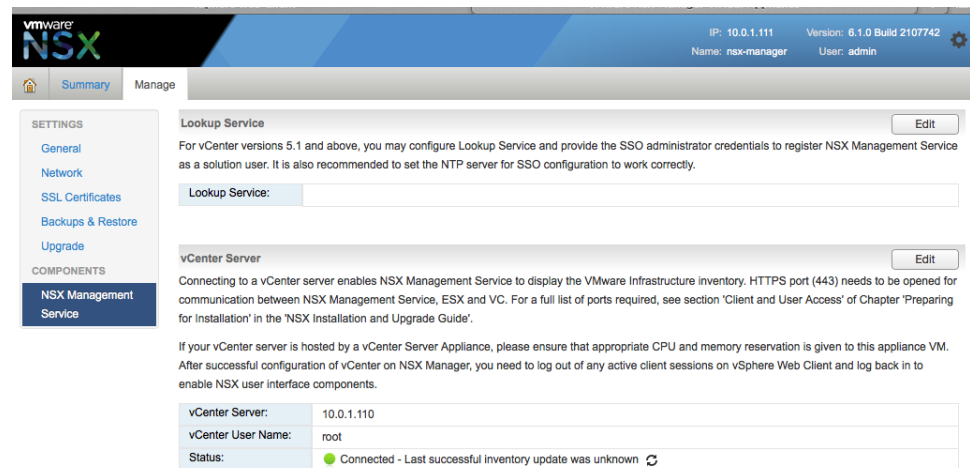 vmware
NSX
IP: 10.0.1.111 Version: 6.1.0 Build 2107742
Name: nsx-manager User: admin
Summary Manage
SETTINGS
General
Network
SSL Certificates
Backups & Restore
Upgrade
COMPONENTS
NSX Management
Service
Lookup Service Edit
For vCenter versions 5.1 and above, you may configure Lookup Service and provide the SSO administrator credentials to register NSX Management Service
as a solution user. It is also recommended to set the NTP server for SSO configuration to work correctly.
Lookup Service:
vCenter Server Edit
Connecting to a vCenter server enables NSX Management Service to display the VMware Infrastructure inventory. HTTPS port (443) needs to be opened for
communication between NSX Management Service, ESX and VC. For a full list of ports required, see section 'Client and User Access' of Chapter 'Preparing
for Installation' in the 'NSX Installation and Upgrade Guide'.
If your vCenter server is hosted by a vCenter Server Appliance, please ensure that appropriate CPU and memory reservation is given to this appliance VM.
After successful configuration of vCenter on NSX Manager, you need to log out of any active client sessions on vSphere Web Client and log back in to
enable NSX user interface components.
vCenter Server: 10.0.1.110
vCenter User Name: root
Status: Connected - Last successful inventory update was unknown